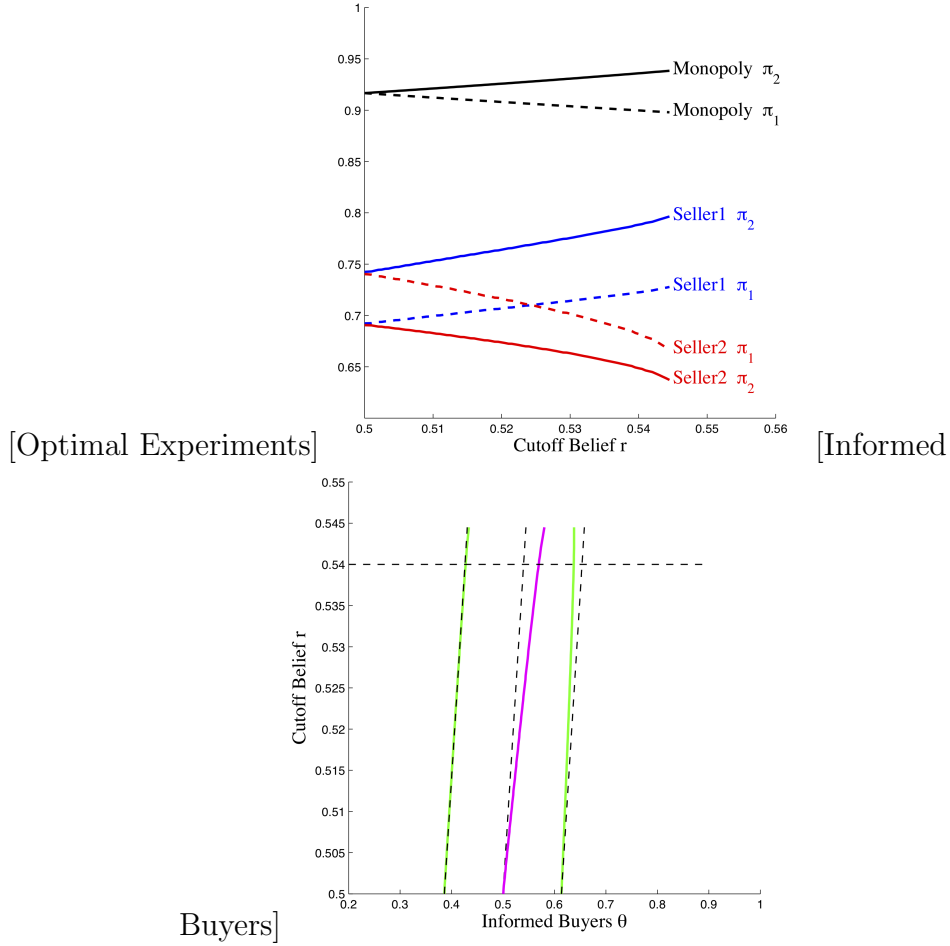 1
0.95
Monopoly π2
0.9
Monopoly π1
0.85
0.8
Seller1 π2
0.75
Seller1 π1
0.7
Seller2 π1
0.65
Seller2 π2
0.5 0.51 0.52 0.53 0.54 0.55 0.56
Cutoff Belief r
[Optimal Experiments]
[Informed
0.55
0.545
0.54
0.535
0.53
0.525
0.52
0.515
0.51
0.505
0.5
Cutoff Belief r
0.2 0.3 0.4 0.5 0.6 0.7 0.8 0.9 1
Informed Buyers θ
Buyers]